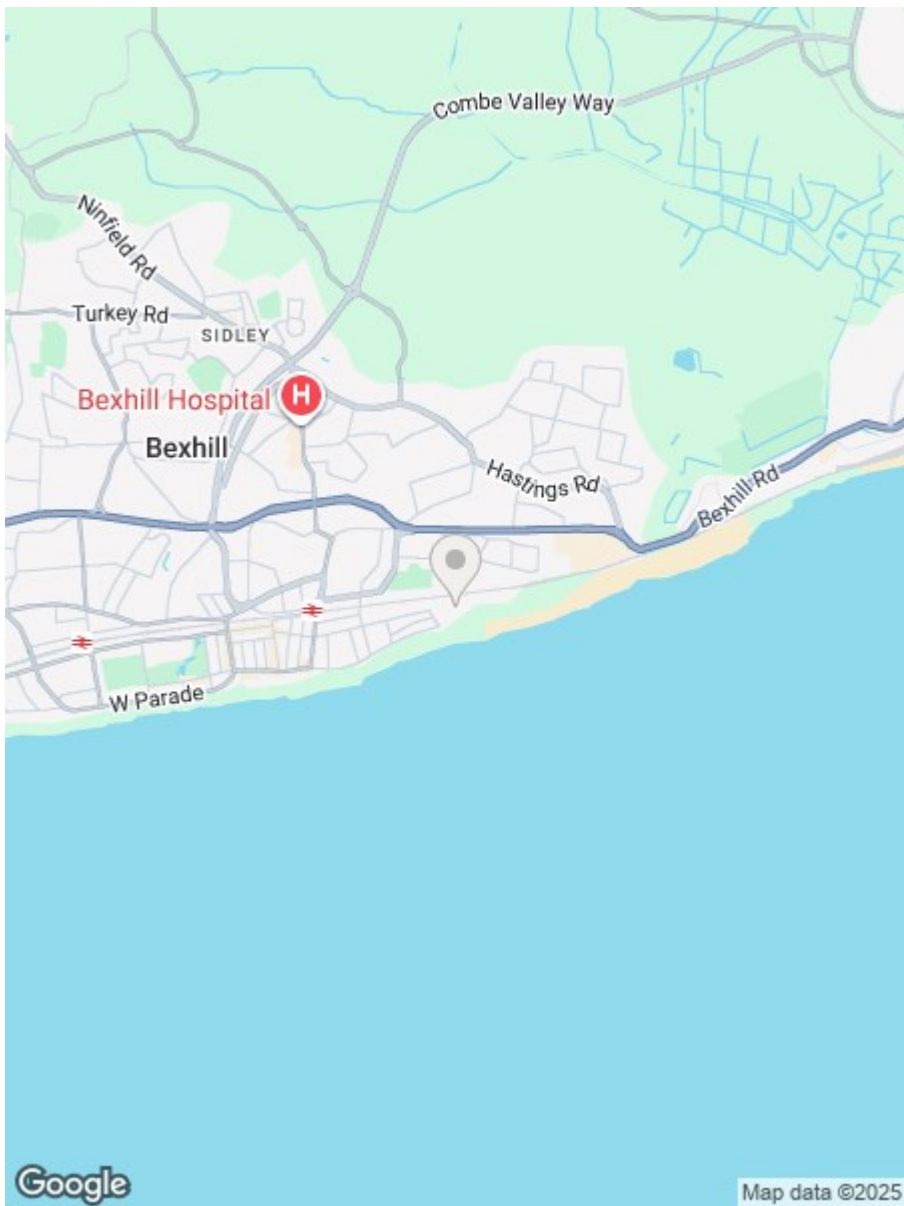 Combe Valley Way
Ninfield Rd
Turkey Rd
SIDLEY
Bexhill Hospital
H
Bexhill
Hastings Rd
Bexhill Rd
W Parade
Google
Map data ©2025